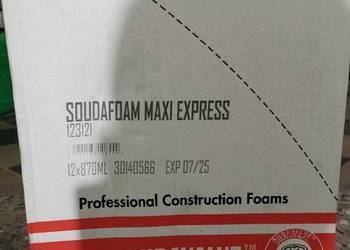 SOUDAFOAM MAXI EXPRESS
123121
12x870ML 30140566 EXP 07/25
Professional Construction Foams